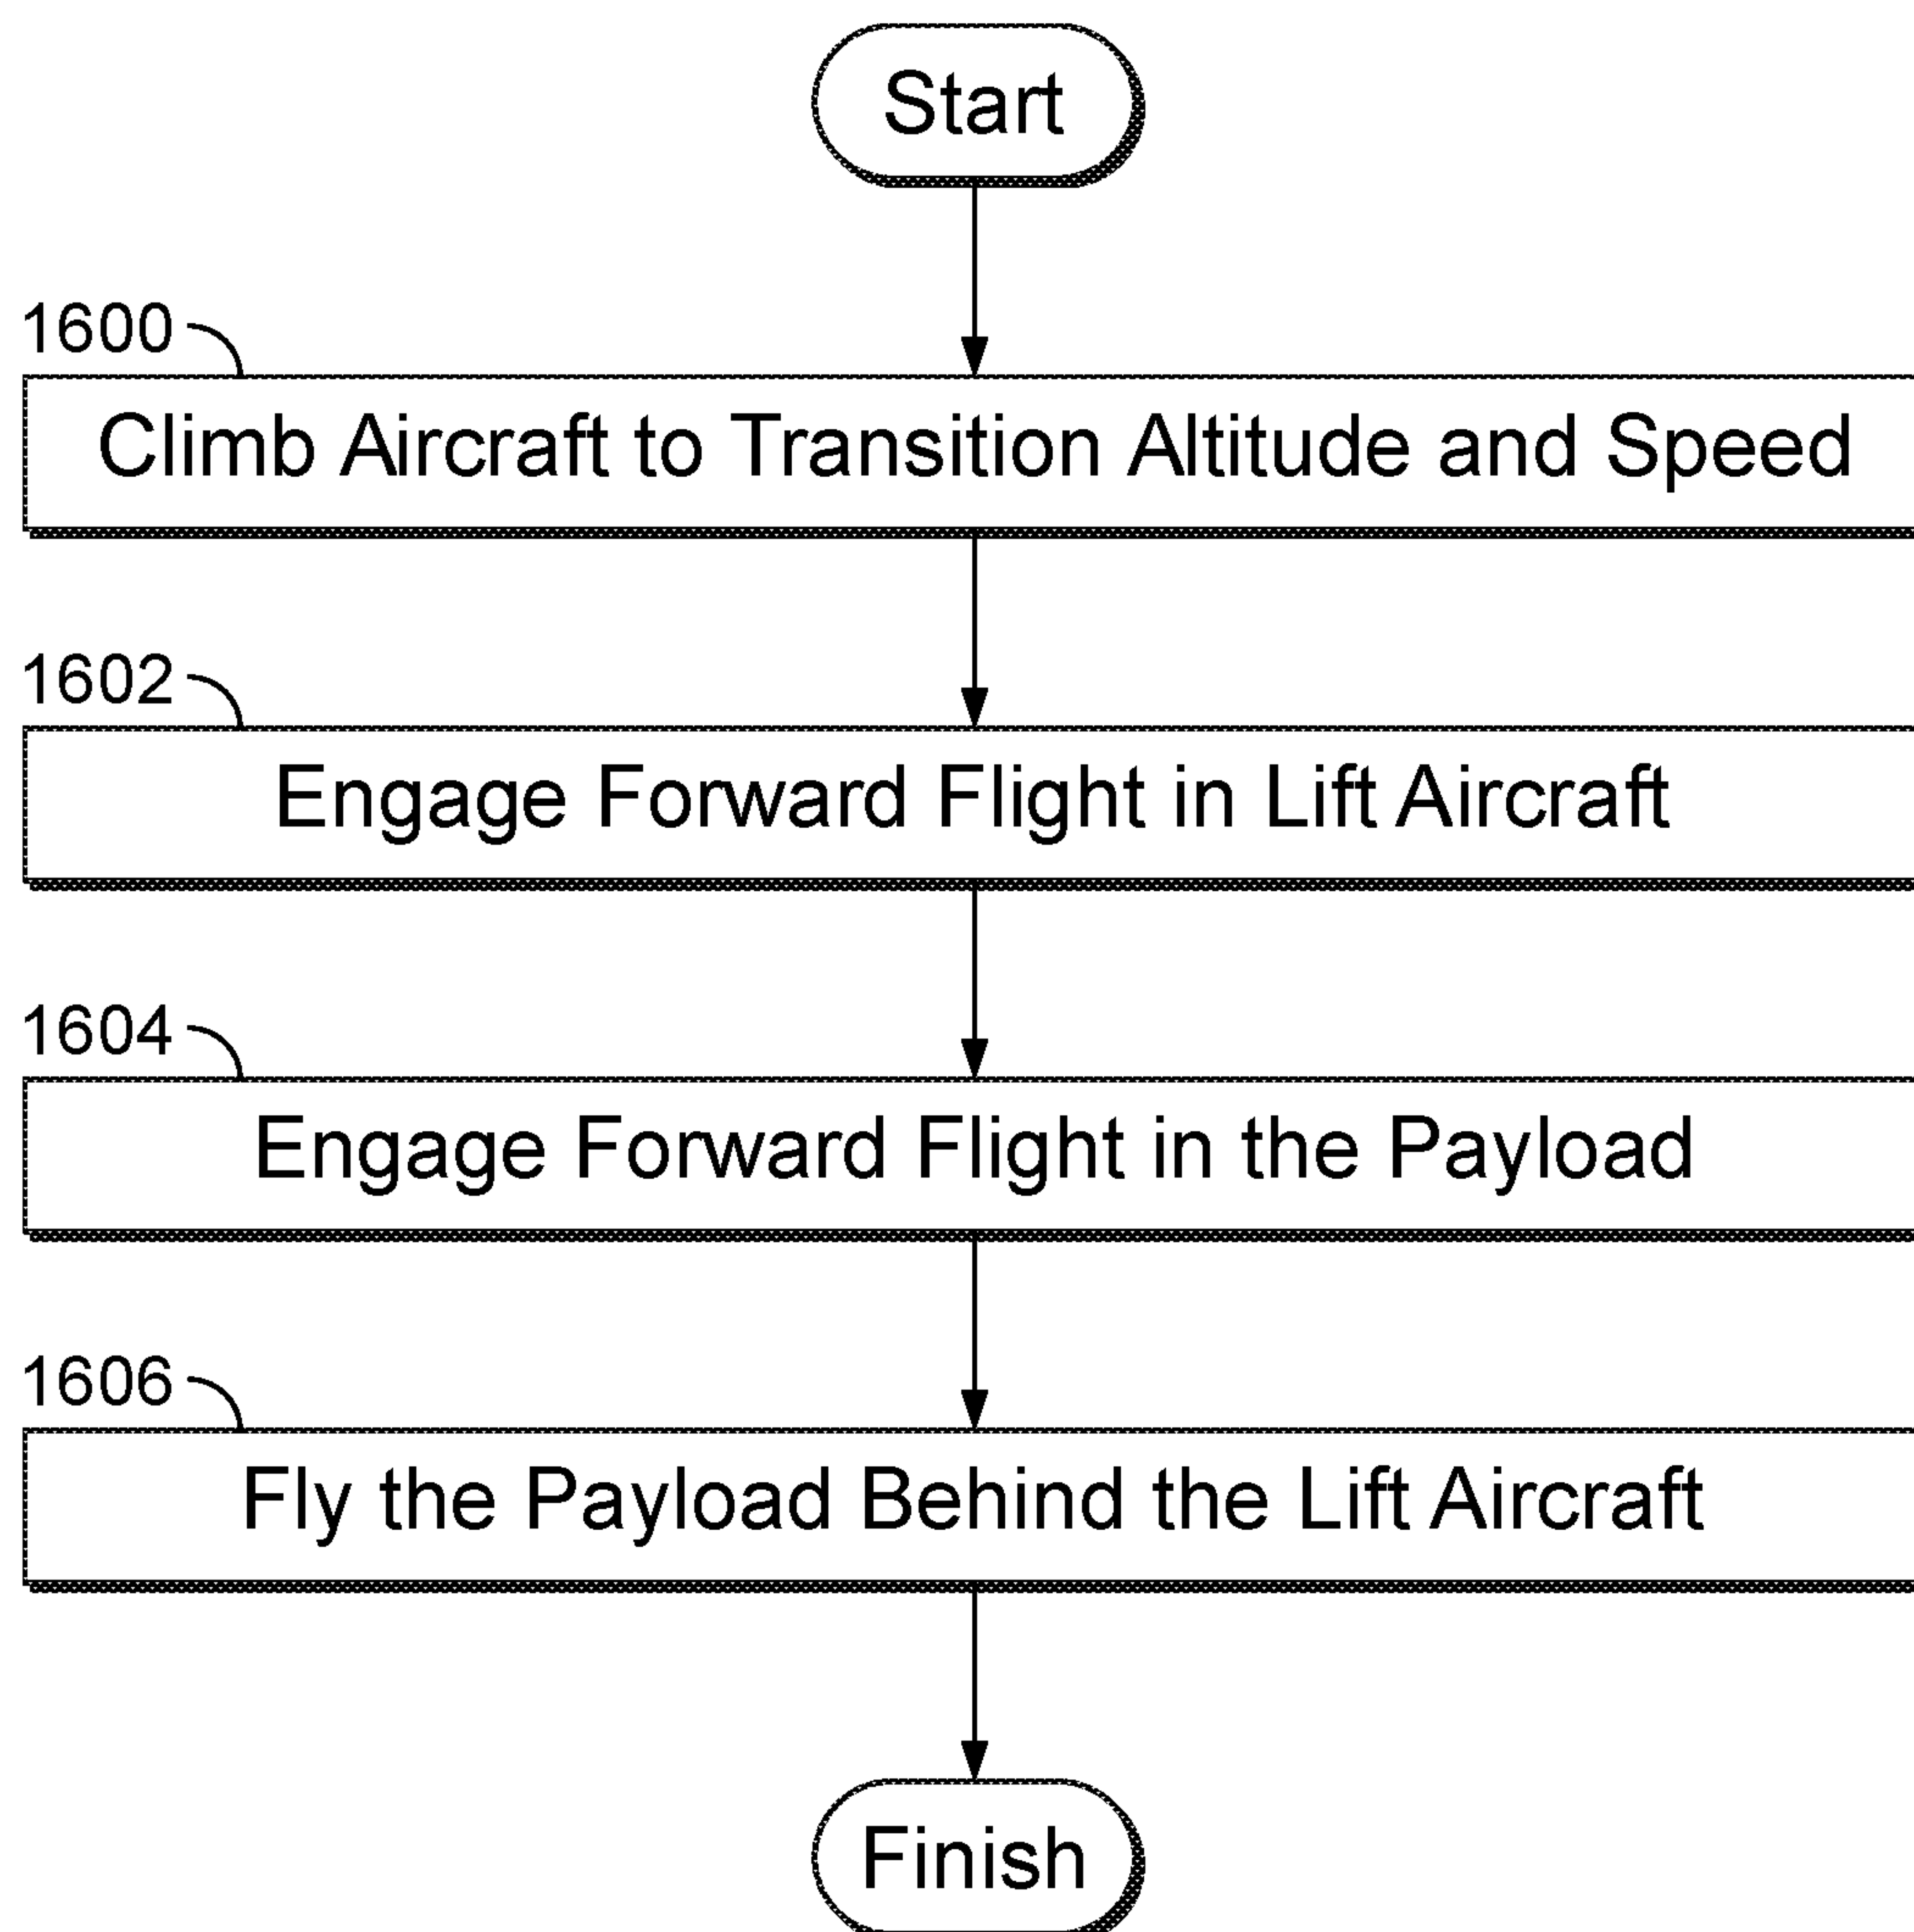 Start
1600
Climb Aircraft to Transition Altitude and Speed
1602
Engage Forward Flight in Lift Aircraft
1604
Engage Forward Flight in the Payload
1606
Fly the Payload Behind the Lift Aircraft
Finish